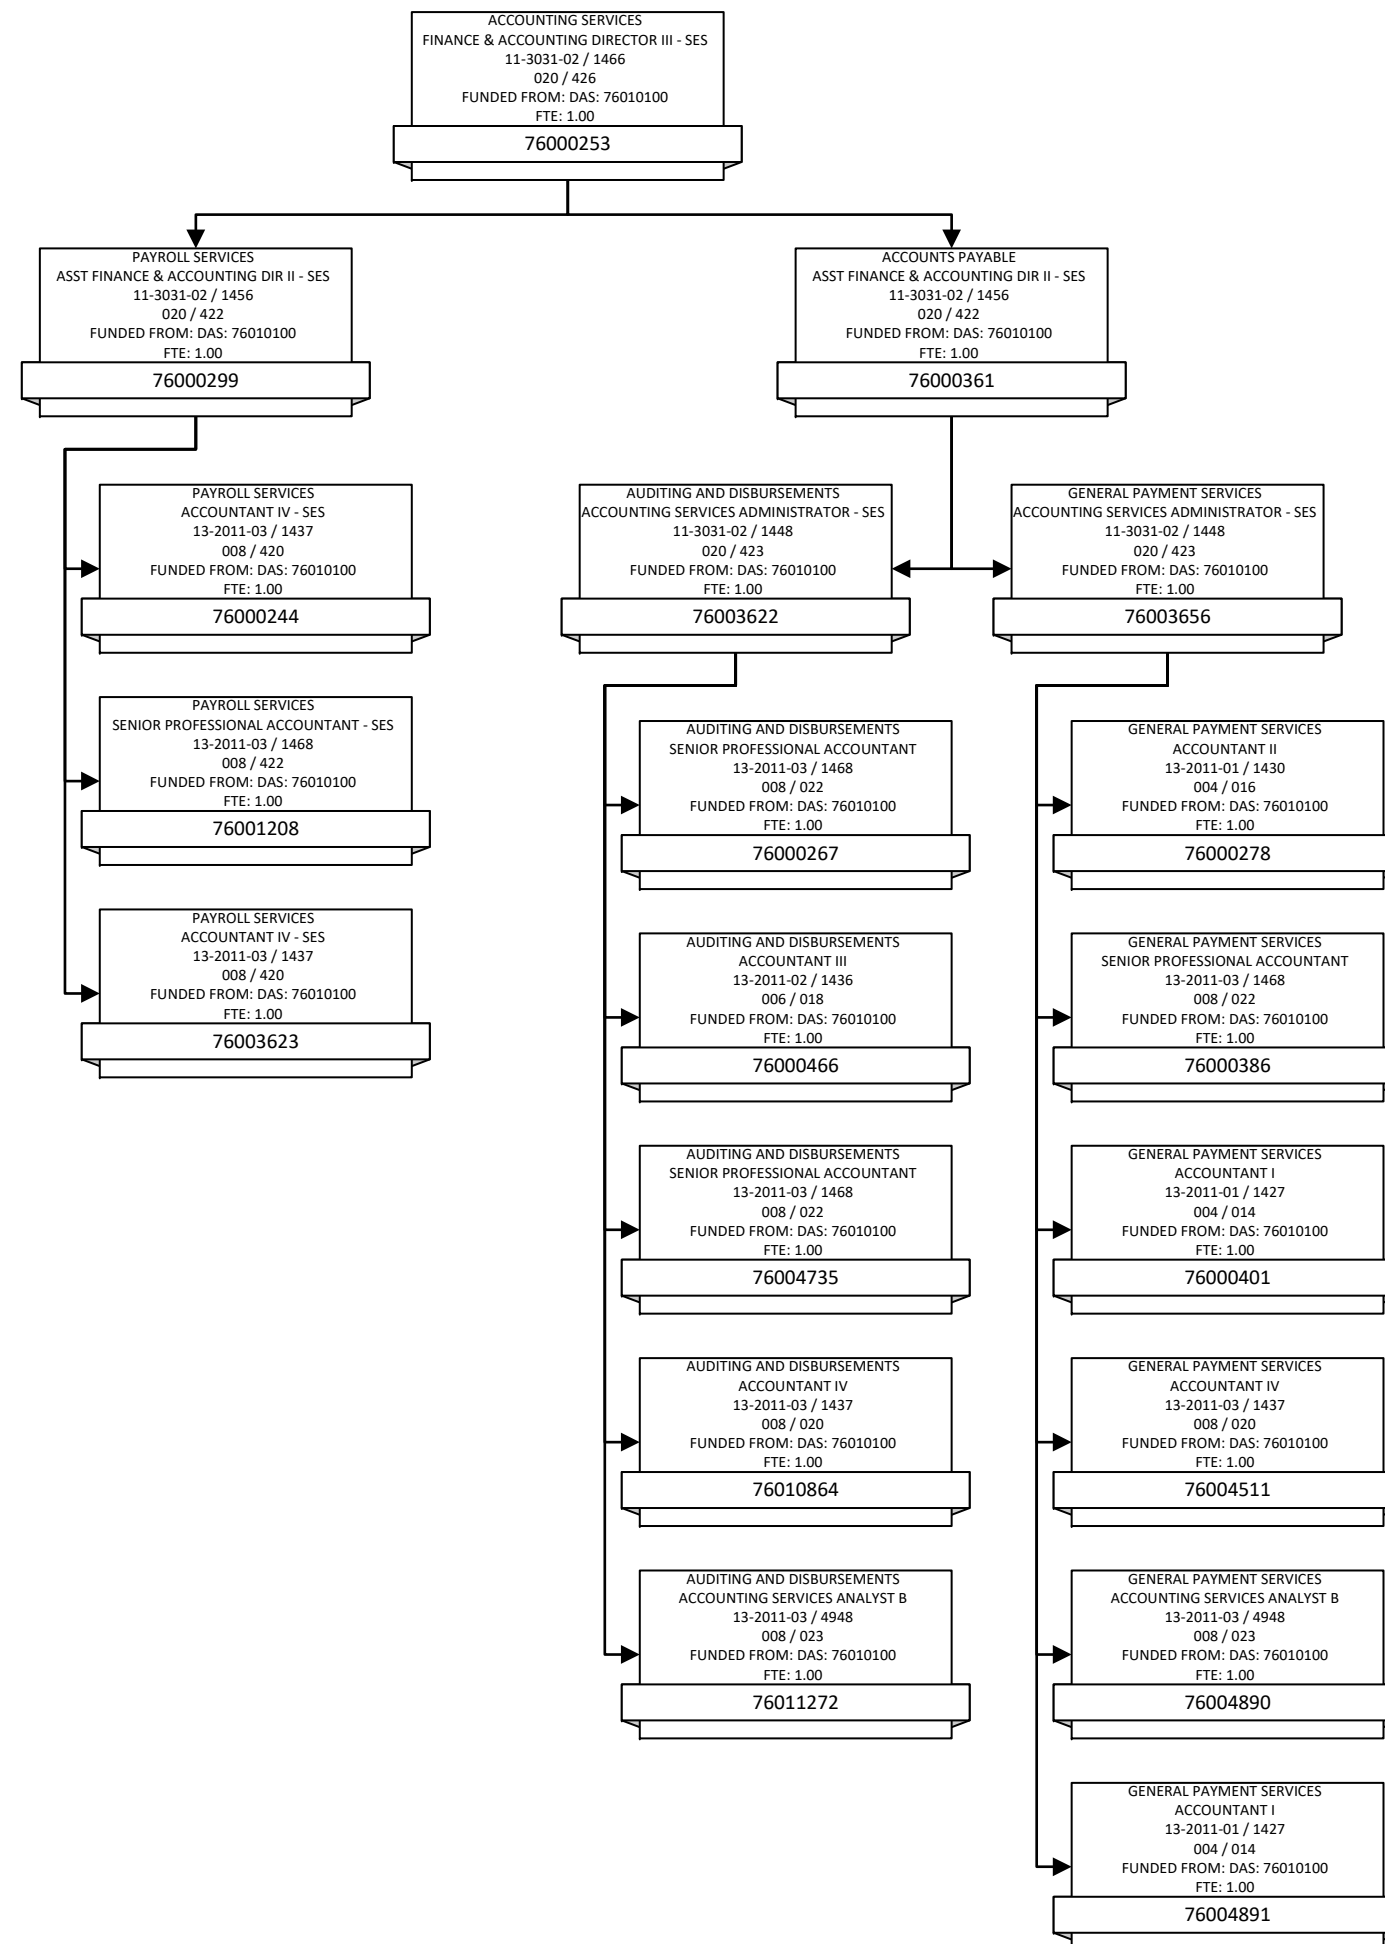 ACCOUNTING SERVICES
FINANCE & ACCOUNTING DIRECTOR III - SES
11-3031-02 / 1466
020 / 426
FUNDED FROM: DAS: 76010100
FTE: 1.00
76000253
PAYROLL SERVICES
ASST FINANCE & ACCOUNTING DIR II - SES
11-3031-02 / 1456
020 / 422
FUNDED FROM: DAS: 76010100
FTE: 1.00
76000299
ACCOUNTS PAYABLE
ASST FINANCE & ACCOUNTING DIR II - SES
11-3031-02 / 1456
020 / 422
FUNDED FROM: DAS: 76010100
FTE: 1.00
76000361
PAYROLL SERVICES
ACCOUNTANT IV - SES
13-2011-03 / 1437
008 / 420
FUNDED FROM: DAS: 76010100
FTE: 1.00
76000244
PAYROLL SERVICES
SENIOR PROFESSIONAL ACCOUNTANT - SES
13-2011-03 / 1468
008 / 422
FUNDED FROM: DAS: 76010100
FTE: 1.00
76001208
PAYROLL SERVICES
ACCOUNTANT IV - SES
13-2011-03 / 1437
008 / 420
FUNDED FROM: DAS: 76010100
FTE: 1.00
76003623
AUDITING AND DISBURSEMENTS
ACCOUNTING SERVICES ADMINISTRATOR - SES
11-3031-02 / 1448
020 / 423
FUNDED FROM: DAS: 76010100
FTE: 1.00
76003622
AUDITING AND DISBURSEMENTS
SENIOR PROFESSIONAL ACCOUNTANT
13-2011-03 / 1468
008 / 022
FUNDED FROM: DAS: 76010100
FTE: 1.00
76000267
AUDITING AND DISBURSEMENTS
ACCOUNTANT III
13-2011-02 / 1436
006 / 018
FUNDED FROM: DAS: 76010100
FTE: 1.00
76000466
AUDITING AND DISBURSEMENTS
SENIOR PROFESSIONAL ACCOUNTANT
13-2011-03 / 1468
008 / 022
FUNDED FROM: DAS: 76010100
FTE: 1.00
76004735
AUDITING AND DISBURSEMENTS
ACCOUNTANT IV
13-2011-03 / 1437
008 / 020
FUNDED FROM: DAS: 76010100
FTE: 1.00
76010864
AUDITING AND DISBURSEMENTS
ACCOUNTING SERVICES ANALYST B
13-2011-03 / 4948
008 / 023
FUNDED FROM: DAS: 76010100
FTE: 1.00
76011272
GENERAL PAYMENT SERVICES
ACCOUNTING SERVICES ADMINISTRATOR - SES
11-3031-02 / 1448
020 / 423
FUNDED FROM: DAS: 76010100
FTE: 1.00
76003656
GENERAL PAYMENT SERVICES
ACCOUNTANT II
13-2011-01 / 1430
004 / 016
FUNDED FROM: DAS: 76010100
FTE: 1.00
76000278
GENERAL PAYMENT SERVICES
SENIOR PROFESSIONAL ACCOUNTANT
13-2011-03 / 1468
008 / 022
FUNDED FROM: DAS: 76010100
FTE: 1.00
76000386
GENERAL PAYMENT SERVICES
ACCOUNTANT I
13-2011-01 / 1427
004 / 014
FUNDED FROM: DAS: 76010100
FTE: 1.00
76000401
GENERAL PAYMENT SERVICES
ACCOUNTANT IV
13-2011-03 / 1437
008 / 020
FUNDED FROM: DAS: 76010100
FTE: 1.00
76004511
GENERAL PAYMENT SERVICES
ACCOUNTING SERVICES ANALYST B
13-2011-03 / 4948
008 / 023
FUNDED FROM: DAS: 76010100
FTE: 1.00
76004890
GENERAL PAYMENT SERVICES
ACCOUNTANT I
13-2011-01 / 1427
004 / 014
FUNDED FROM: DAS: 76010100
FTE: 1.00
76004891